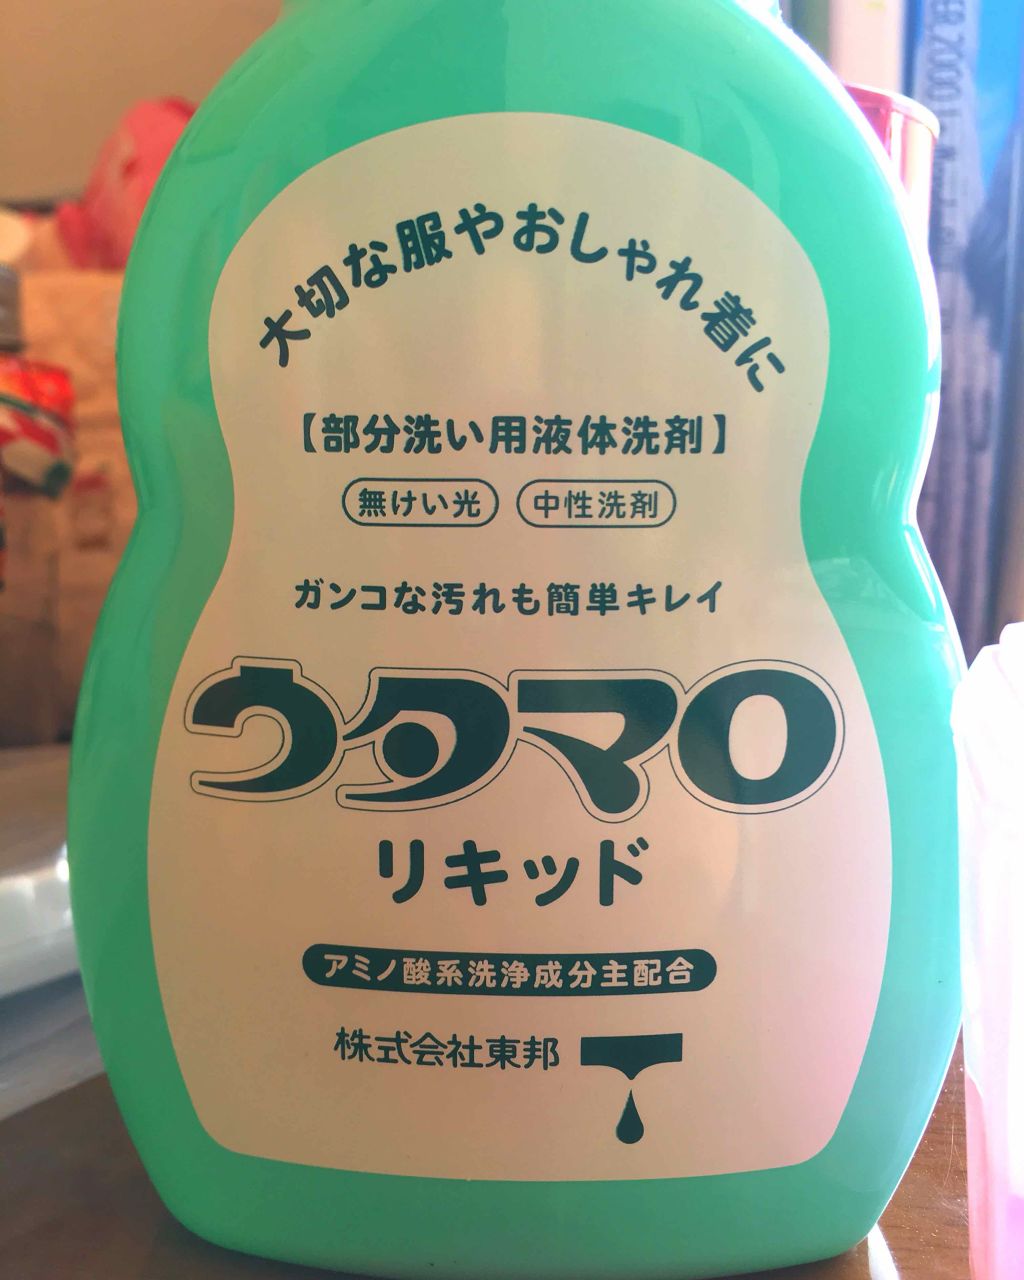 大切な服やおしゃれ着に
【部分洗い用液体洗剤】
無けい光 中性洗剤
ガンコな汚れも簡単キレイ
ウタマロ
リキッド
アミノ酸系洗浄成分主配合
株式会社東邦